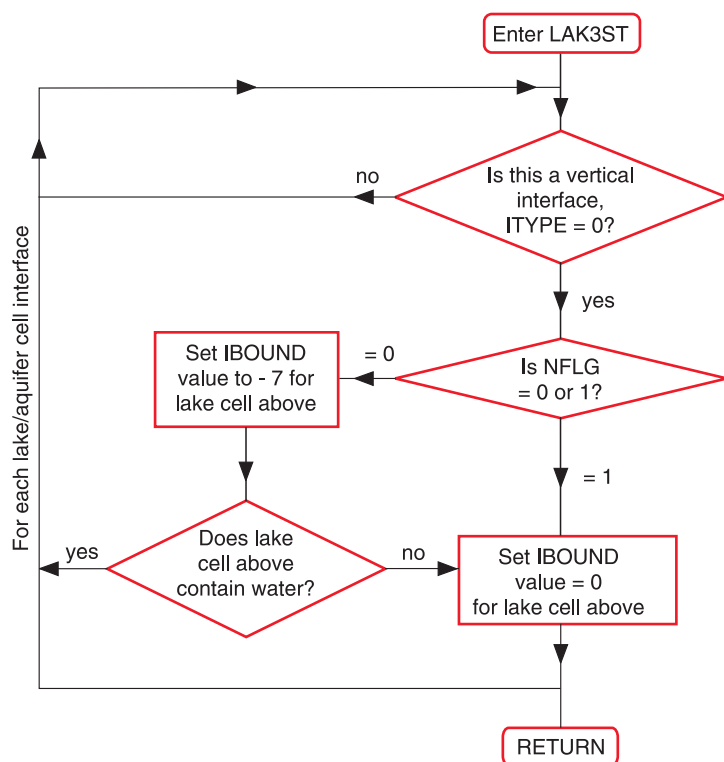 Enter LAK3ST
Is this a vertical
interface,
ITYPE = 0?
no
yes
For each lake/aquifer cell interface
Is NFLG
= 0 or 1?
= 0
Set IBOUND
value to - 7 for
lake cell above
= 1
Does lake
cell above
contain water?
yes
no
Set IBOUND
value = 0
for lake cell above
RETURN